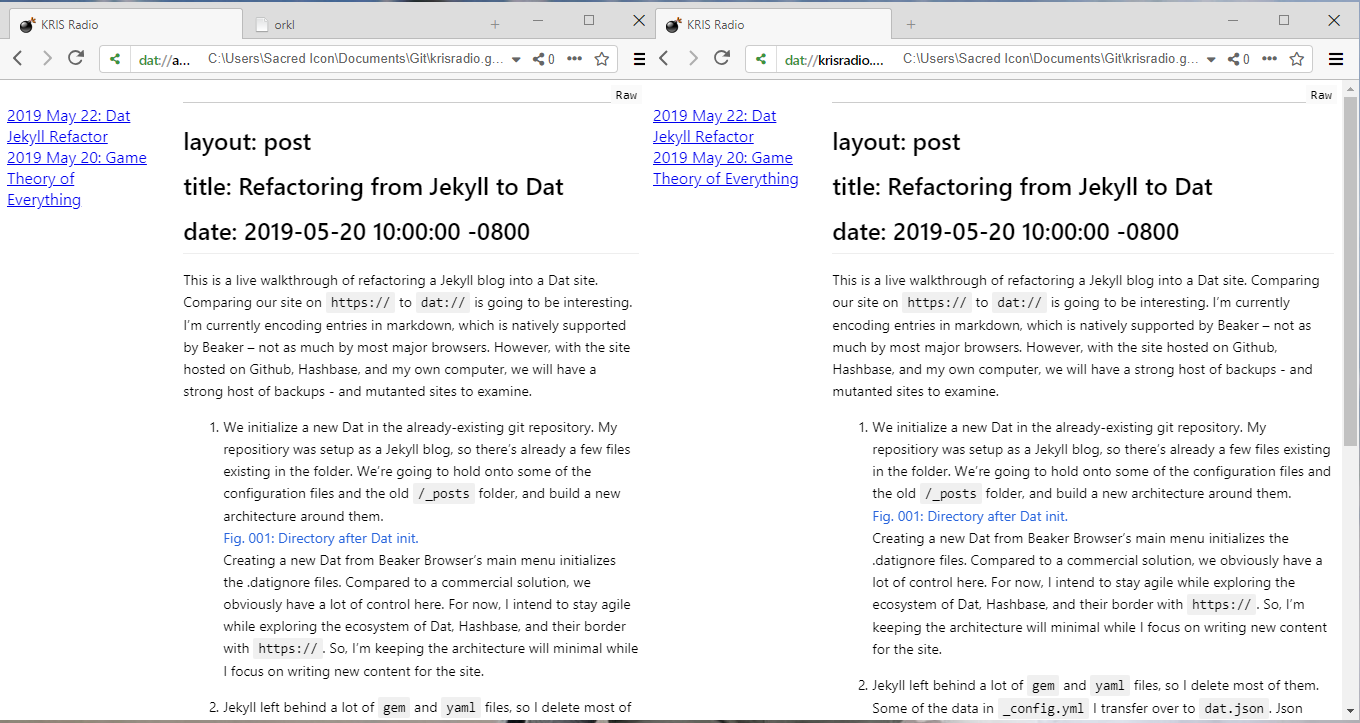 KRIS Radio
orkl
dat://a...
C:\Users\Sacred Icon\Documents\Git\krisradio.g...
0
Raw
2019 May 22: Dat
Jekyll Refactor
2019 May 20: Game
Theory of
Everything
layout: post
title: Refactoring from Jekyll to Dat
date: 2019-05-20 10:00:00 -0800
This is a live walkthrough of refactoring a Jekyll blog into a Dat site.
Comparing our site on https:// to dat:// is going to be interesting.
I’m currently encoding entries in markdown, which is natively supported
by Beaker – not as much by most major browsers. However, with the site
hosted on Github, Hashbase, and my own computer, we will have a
strong host of backups - and mutanted sites to examine.
1. We initialize a new Dat in the already-existing git repository. My
repositiory was setup as a Jekyll blog, so there’s already a few files
existing in the folder. We’re going to hold onto some of the
configuration files and the old /_posts folder, and build a new
architecture around them.
Fig. 001: Directory after Dat init.
Creating a new Dat from Beaker Browser’s main menu initializes
the .datignore files. Compared to a commercial solution, we
obviously have a lot of control here. For now, I intend to stay agile
while exploring the ecosystem of Dat, Hashbase, and their border
with https://. So, I’m keeping the architecture will minimal while
I focus on writing new content for the site.
2. Jekyll left behind a lot of gem and yaml files, so I delete most of
KRIS Radio
dat://krisradio....
C:\Users\Sacred Icon\Documents\Git\krisradio.g...
0
Raw
2019 May 22: Dat
Jekyll Refactor
2019 May 20: Game
Theory of Everything
layout: post
title: Refactoring from Jekyll to Dat
date: 2019-05-20 10:00:00 -0800
This is a live walkthrough of refactoring a Jekyll blog into a Dat site. Comparing
our site on https:// to dat:// is going to be interesting. I’m currently
encoding entries in markdown, which is natively supported by Beaker – not as
much by most major browsers. However, with the site hosted on Github,
Hashbase, and my own computer, we will have a strong host of backups - and
mutanted sites to examine.
1. We initialize a new Dat in the already-existing git repository. My
repositiory was setup as a Jekyll blog, so there’s already a few files existing
in the folder. We’re going to hold onto some of the configuration files and
the old /_posts folder, and build a new architecture around them.
Fig. 001: Directory after Dat init.
Creating a new Dat from Beaker Browser’s main menu initializes the
.datignore files. Compared to a commercial solution, we obviously have a
lot of control here. For now, I intend to stay agile while exploring the
ecosystem of Dat, Hashbase, and their border with https://. So, I’m
keeping the architecture will minimal while I focus on writing new content
for the site.
2. Jekyll left behind a lot of gem and yaml files, so I delete most of them.
Some of the data in _config.yml I transfer over to dat.json. Json